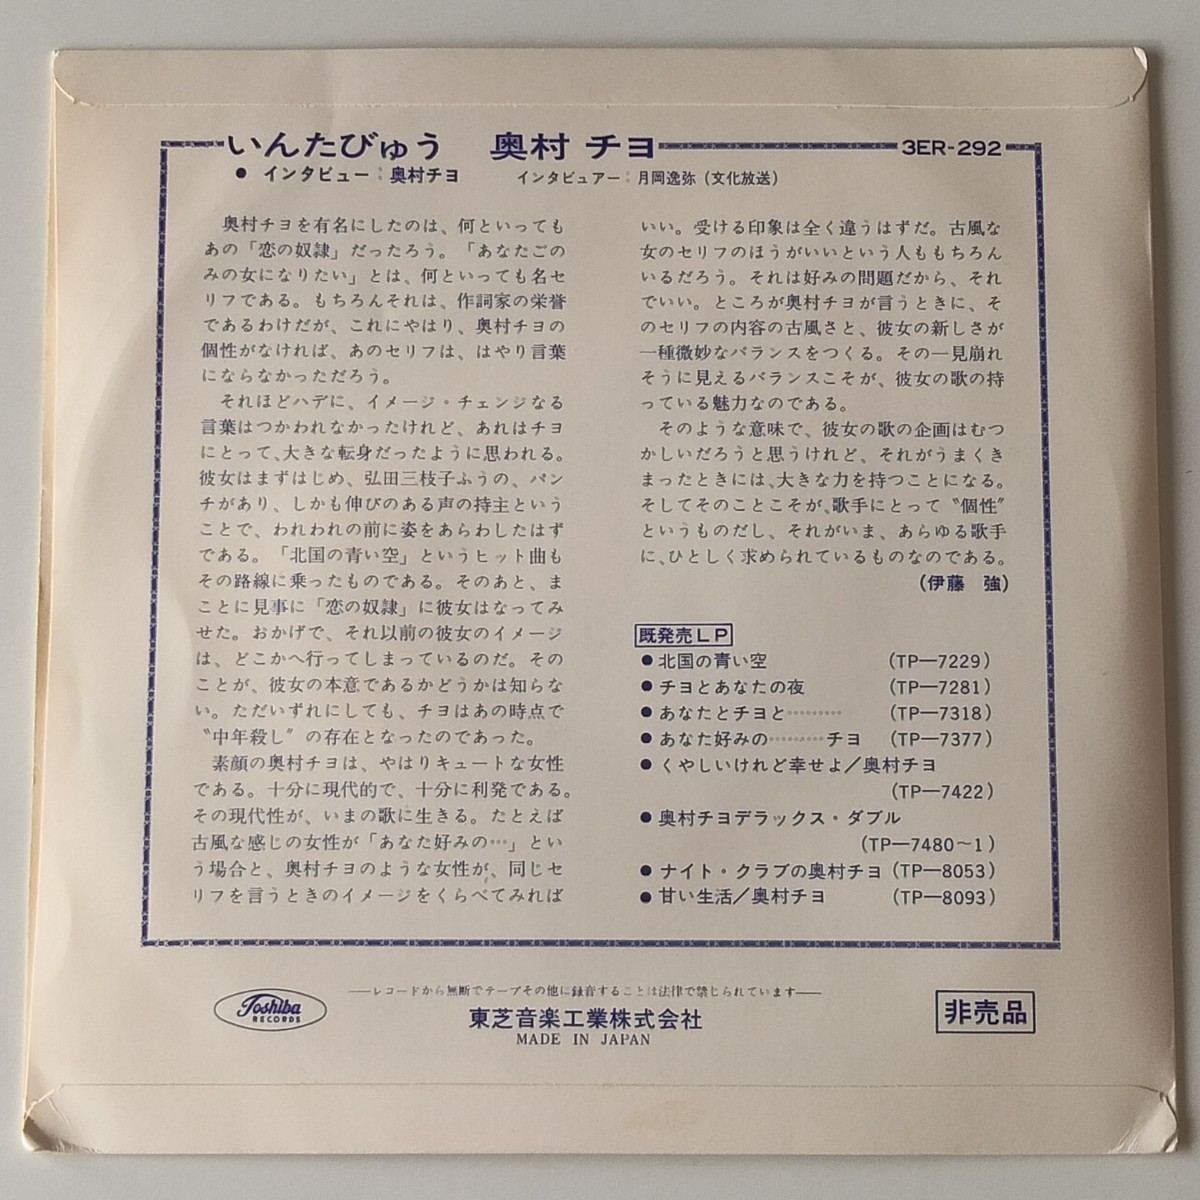 いんたびゅう　奥村 チヨ 3ER-292
● インタビュー：奥村チヨ　インタビュアー：月岡逸弥（文化放送）
奥村チヨを有名にしたのは、何といっても
あの「恋の奴隷」だったろう。「あなたごの
みの女になりたい」とは、何といっても名セ
リフである。もちろんそれは、作詞家の栄誉
であるわけだが、これにやはり、奥村チヨの
個性がなければ、あのセリフは、はやり言葉
にならなかっただろう。
それほどハデに、イメージ・チェンジなる
言葉はつかわれなかったけれど、あれはチヨ
にとって、大きな転身だったように思われる。
彼女はまずはじめ、弘田三枝子ふうの、パン
チがあり、しかも伸びのある声の持主という
ことで、われわれの前に姿をあらわしたはず
である。「北国の青い空」というヒット曲も
その路線に乗ったものである。そのあと、ま
ことに見事に「恋の奴隷」に彼女はなってみ
せた。おかげで、それ以前の彼女のイメージ
は、どこかへ行ってしまっているのだ。その
ことが、彼女の本意であるかどうかは知らな
い。ただいずれにしても、チヨはあの時点で
〝中年殺し〟の存在となったのであった。
素顔の奥村チヨは、やはりキュートな女性
である。十分に現代的で、十分に利発である。
その現代性が、いまの歌に生きる。たとえば
古風な感じの女性が「あなた好みの…」とい
う場合と、奥村チヨのような女性が、同じセ
リフを言うときのイメージをくらべてみれば
いい。受ける印象は全く違うはずだ。古風な
女のセリフのほうがいいという人ももちろん
いるだろう。それは好みの問題だから、それ
でいい。ところが奥村チヨが言うときに、そ
のセリフの内容の古風さと、彼女の新しさが
一種微妙なバランスをつくる。その一見崩れ
そうに見えるバランスこそが、彼女の歌の持
っている魅力なのである。
そのような意味で、彼女の歌の企画はむつ
かしいだろうと思うけれど、それがうまくき
まったときには、大きな力を持つことになる。
そしてそのことこそが、歌手にとって〝個性〟
というものだし、それがいま、あらゆる歌手
に、ひとしく求められているものなのである。
（伊藤　強）
既発売ＬＰ
● 北国の青い空　（TP—7229）
● チヨとあなたの夜　（TP—7281）
● あなたとチヨと………　（TP—7318）
● あなた好みの………チヨ　（TP—7377）
● くやしいけれど幸せよ／奥村チヨ
（TP—7422）
● 奥村チヨデラックス・ダブル
（TP—7480～1）
● ナイト・クラブの奥村チヨ（TP—8053）
● 甘い生活／奥村チヨ　（TP—8093）
—レコードから無断でテープその他に録音することは法律で禁じられています—
Toshiba
RECORDS
東芝音楽工業株式会社
MADE IN JAPAN
非売品